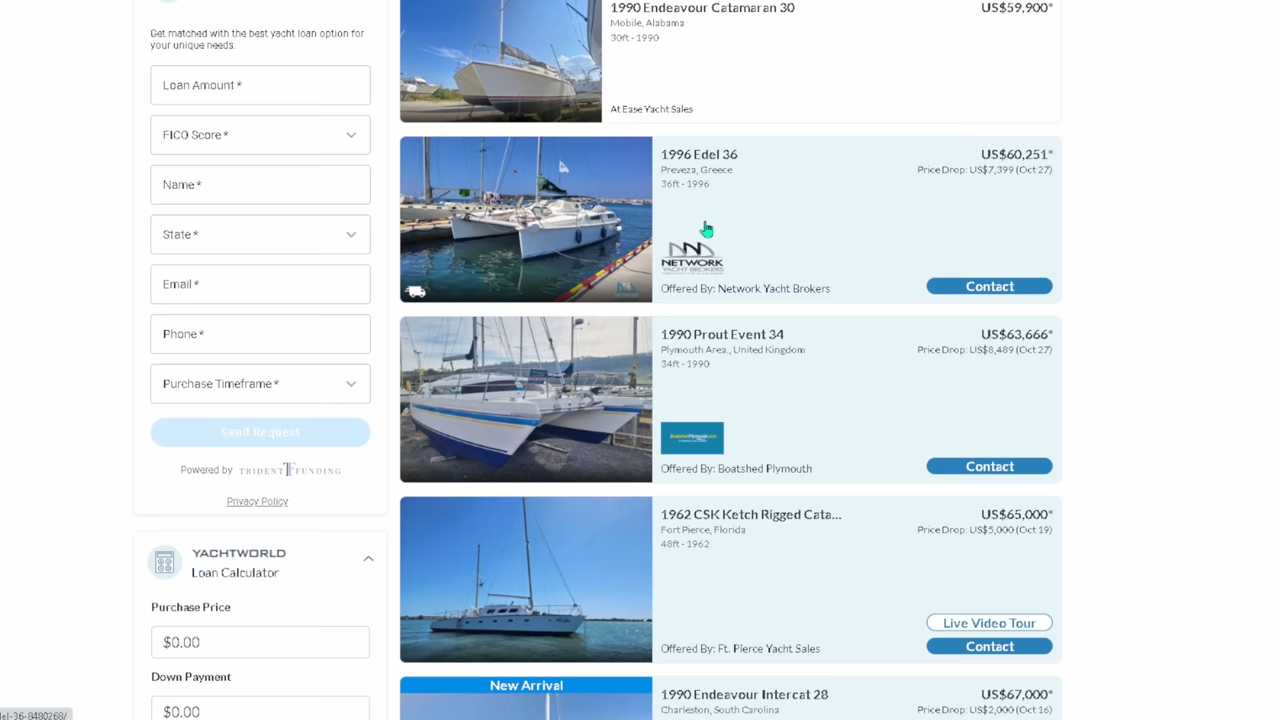 Get matched with the best yacht loan option for
your unique needs.
Loan Amount *
FICO Score *
Name *
State *
Email *
Phone *
Purchase Timeframe *
Send Request
Powered by TRIDENT FUNDING
Privacy Policy
YACHTWORLD
Loan Calculator
Purchase Price
$0.00
Down Payment
$0.00
1990 Endeavour Catamaran 30
US$59,900*
Mobile, Alabama
30ft - 1990
At Ease Yacht Sales
1996 Edel 36
US$60,251*
Preveza, Greece
Price Drop: US$7,399 (Oct 27)
36ft - 1996
NETWORK
YACHT BROKERS
Offered By: Network Yacht Brokers
Contact
1990 Prout Event 34
US$63,666*
Plymouth Area., United Kingdom
Price Drop: US$8,489 (Oct 27)
34ft - 1990
Offered By: Boatshed Plymouth
Contact
1962 CSK Ketch Rigged Cata...
US$65,000*
Fort Pierce, Florida
Price Drop: US$5,000 (Oct 19)
48ft - 1962
Live Video Tour
Offered By: Ft. Pierce Yacht Sales
Contact
New Arrival
1990 Endeavour Intercat 28
US$67,000*
Charleston, South Carolina
Price Drop: US$2,000 (Oct 16)
del-36-8480268/